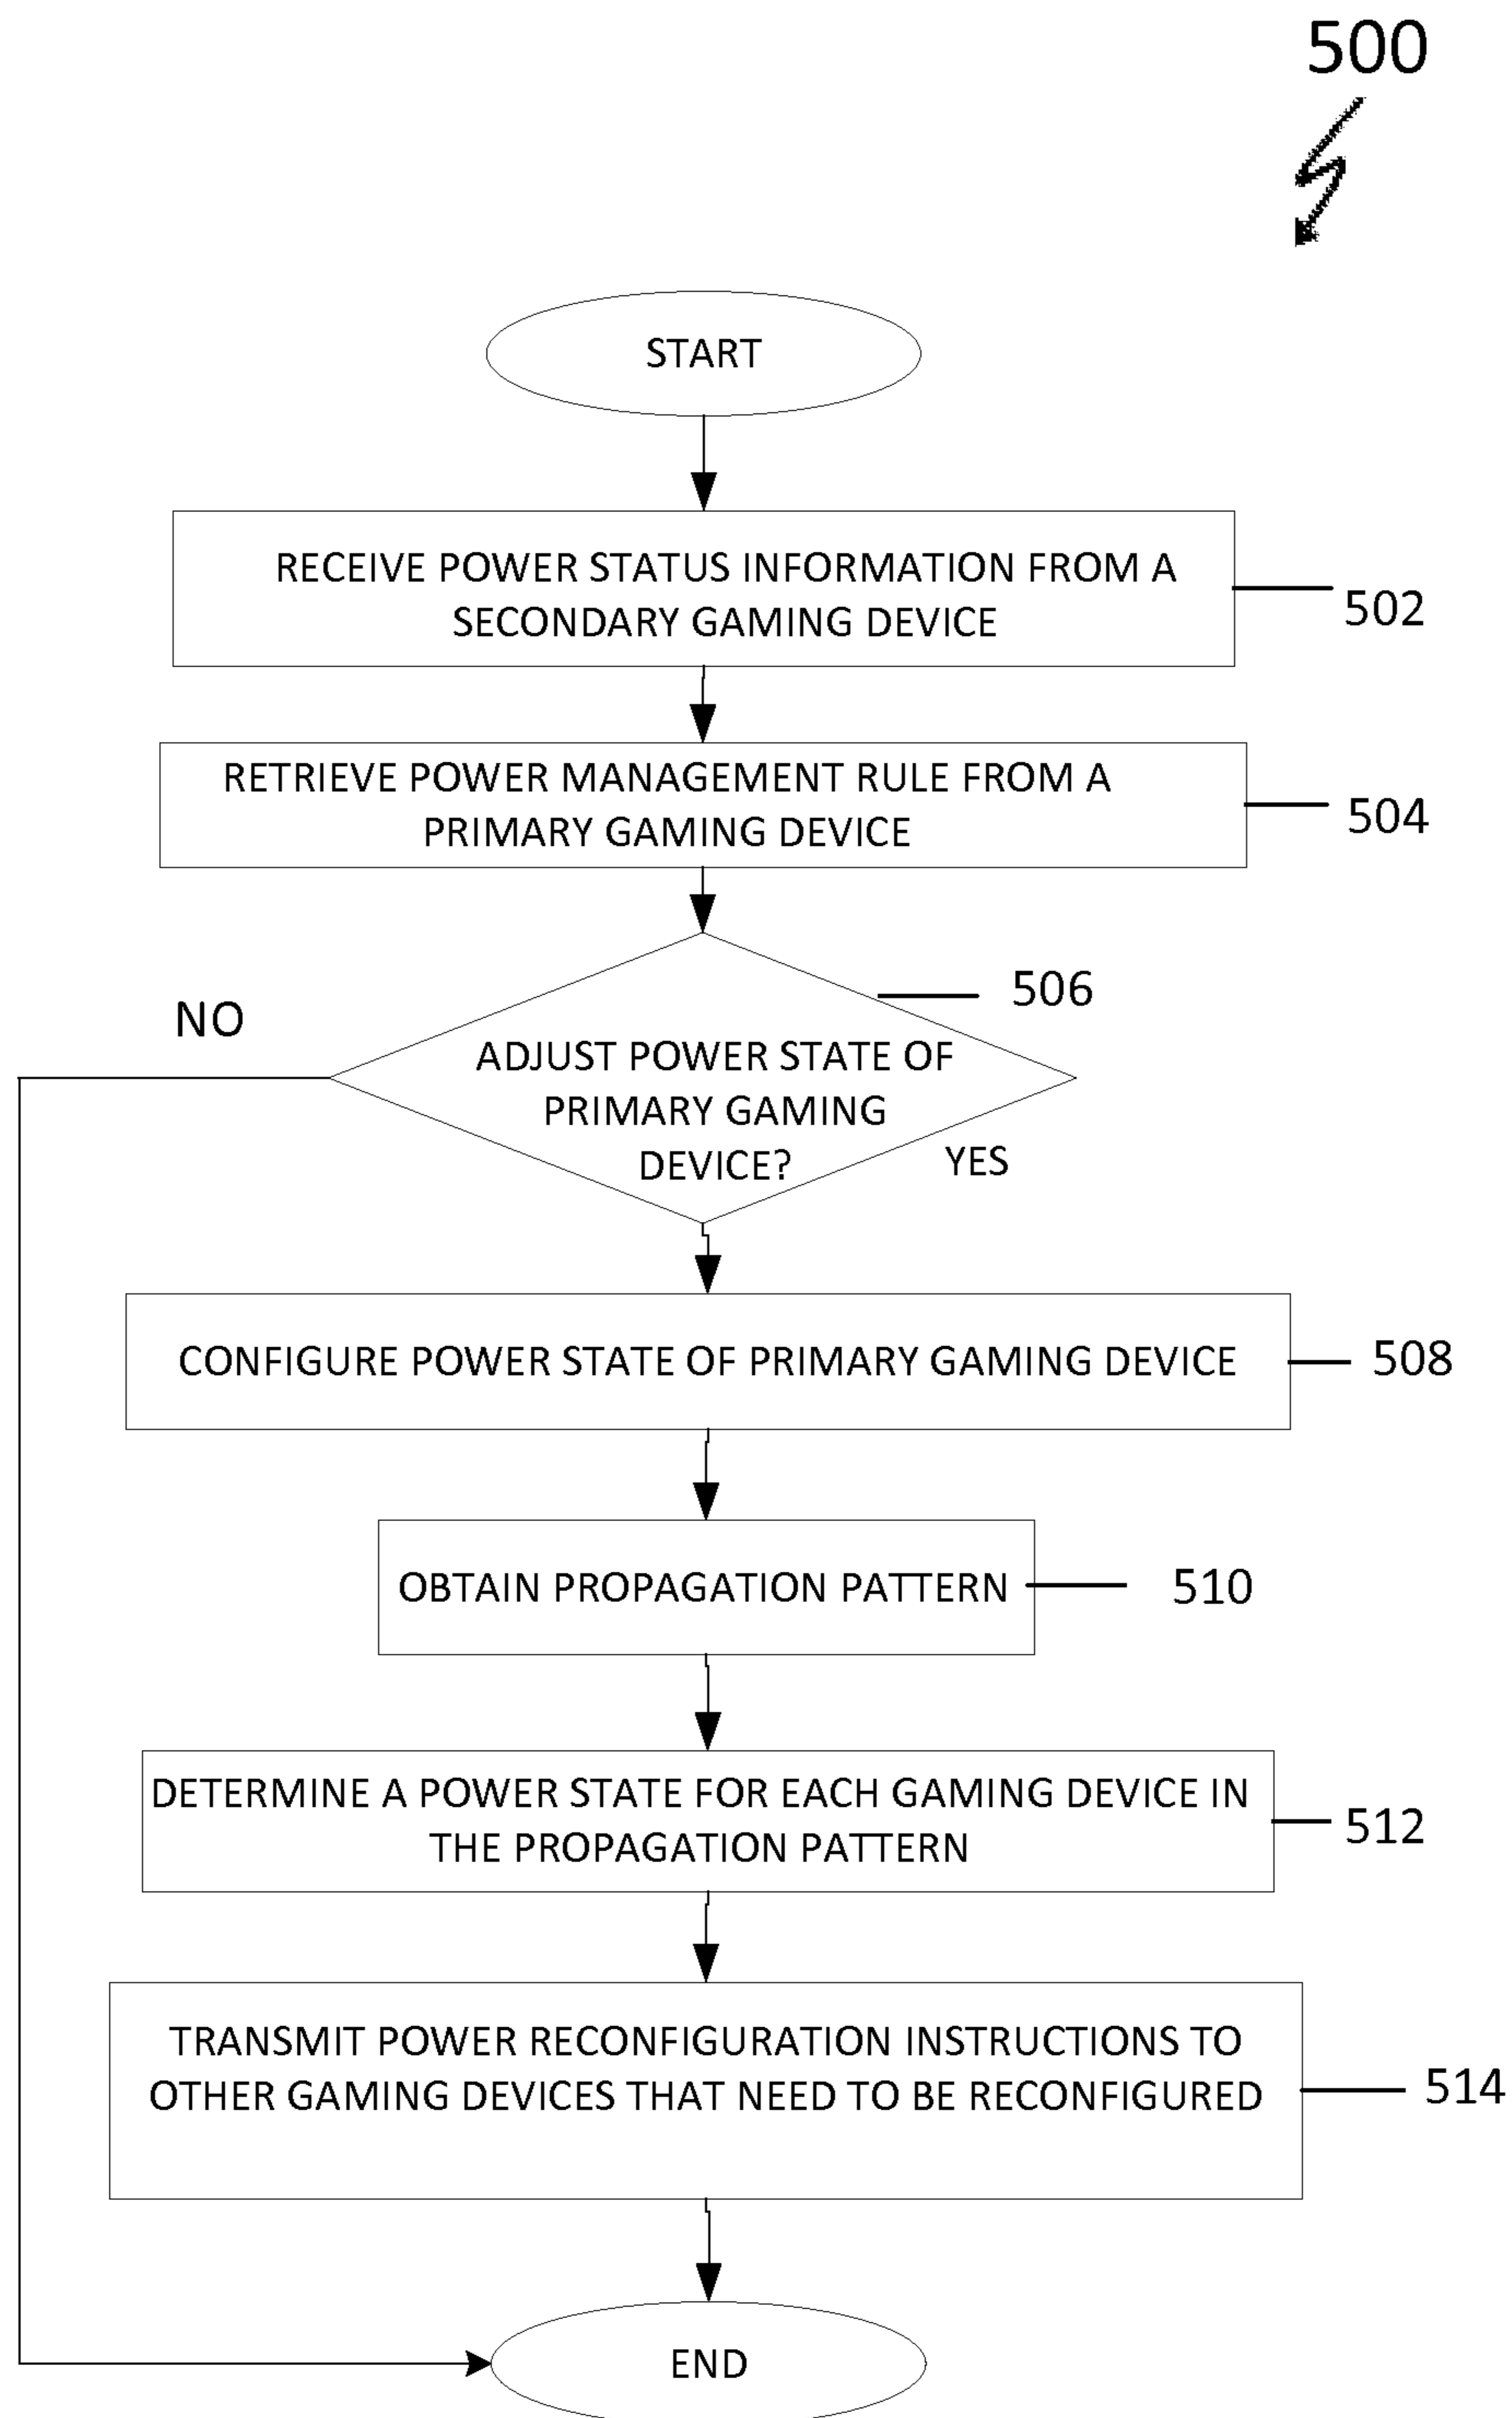 500
START
RECEIVE POWER STATUS INFORMATION FROM A
SECONDARY GAMING DEVICE
502
RETRIEVE POWER MANAGEMENT RULE FROM A
PRIMARY GAMING DEVICE
504
506
NO
ADJUST POWER STATE OF
PRIMARY GAMING
DEVICE?
YES
CONFIGURE POWER STATE OF PRIMARY GAMING DEVICE
508
OBTAIN PROPAGATION PATTERN
510
DETERMINE A POWER STATE FOR EACH GAMING DEVICE IN
THE PROPAGATION PATTERN
512
TRANSMIT POWER RECONFIGURATION INSTRUCTIONS TO
OTHER GAMING DEVICES THAT NEED TO BE RECONFIGURED
514
END